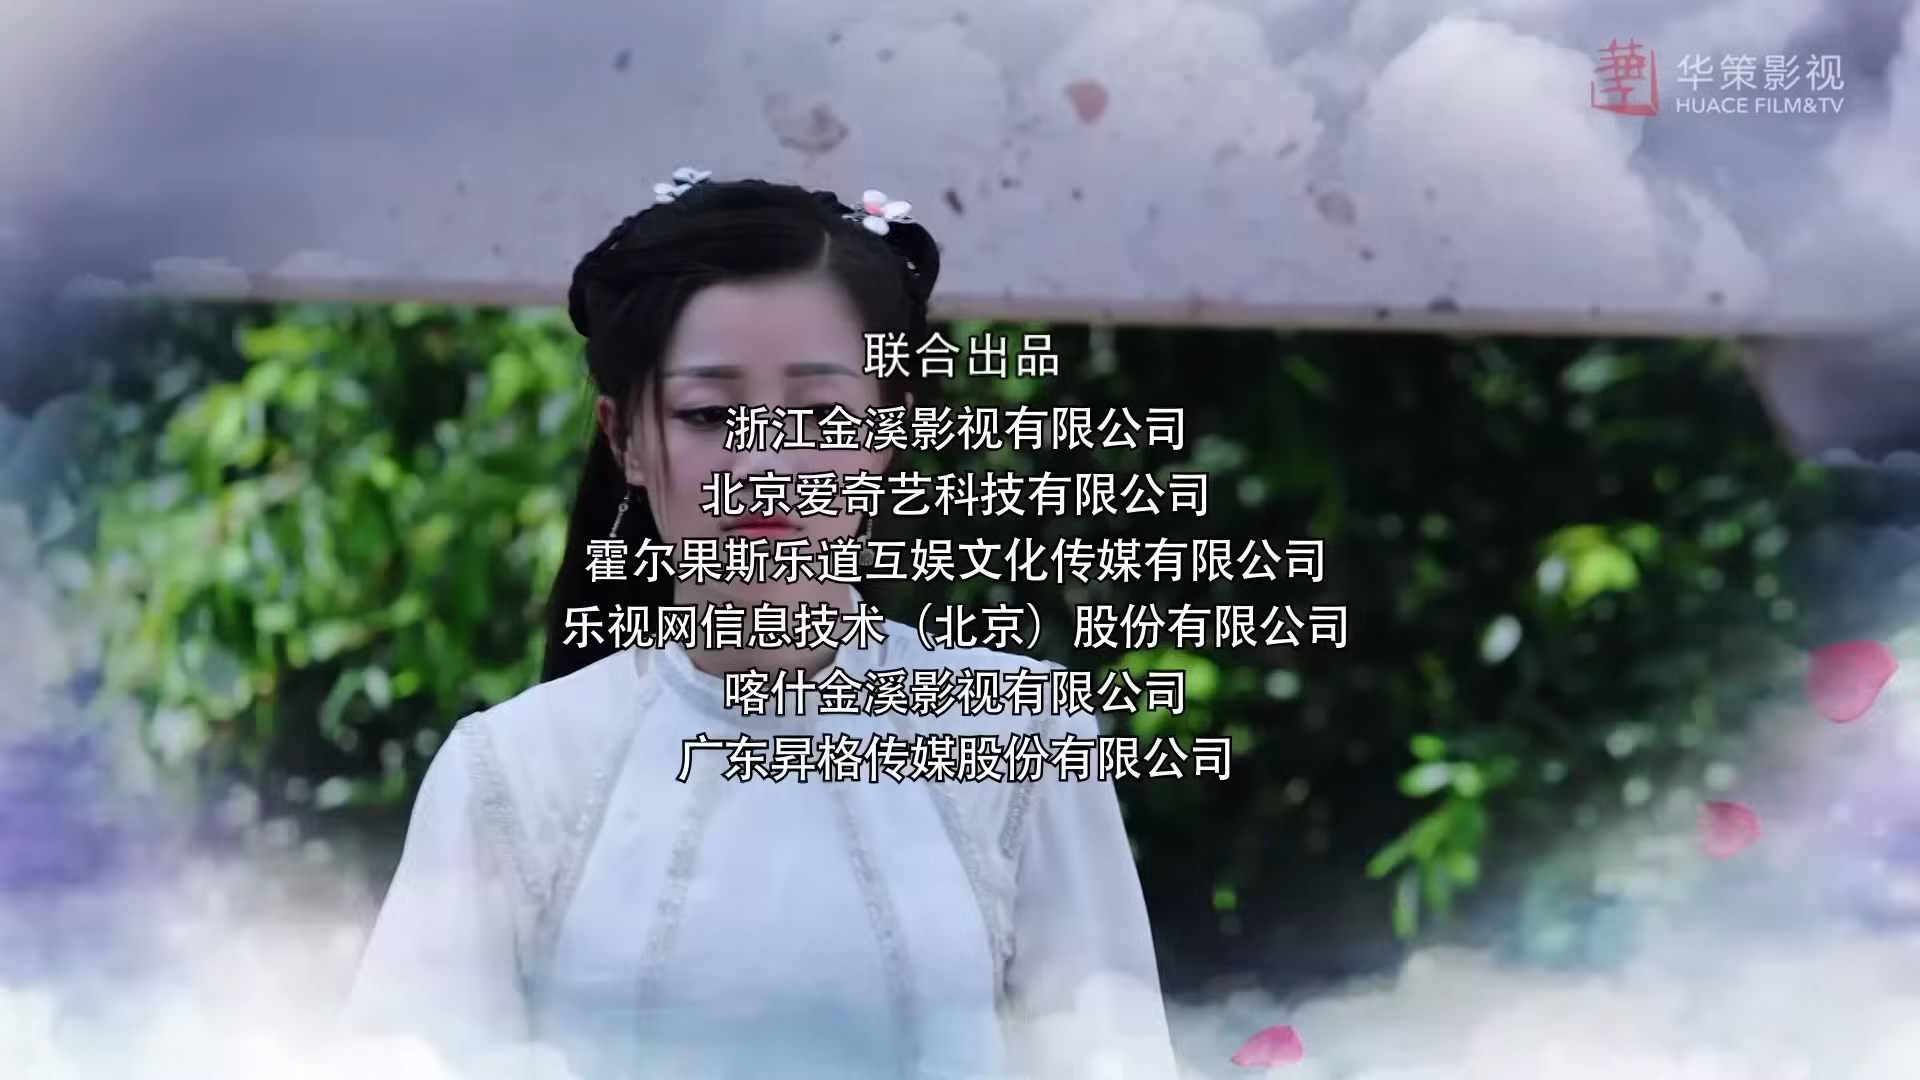 华策影视
HUACE FILM&TV
联合出品
浙江金溪影视有限公司
北京爱奇艺科技有限公司
霍尔果斯乐道互娱文化传媒有限公司
乐视网信息技术（北京）股份有限公司
喀什金溪影视有限公司
广东昇格传媒股份有限公司